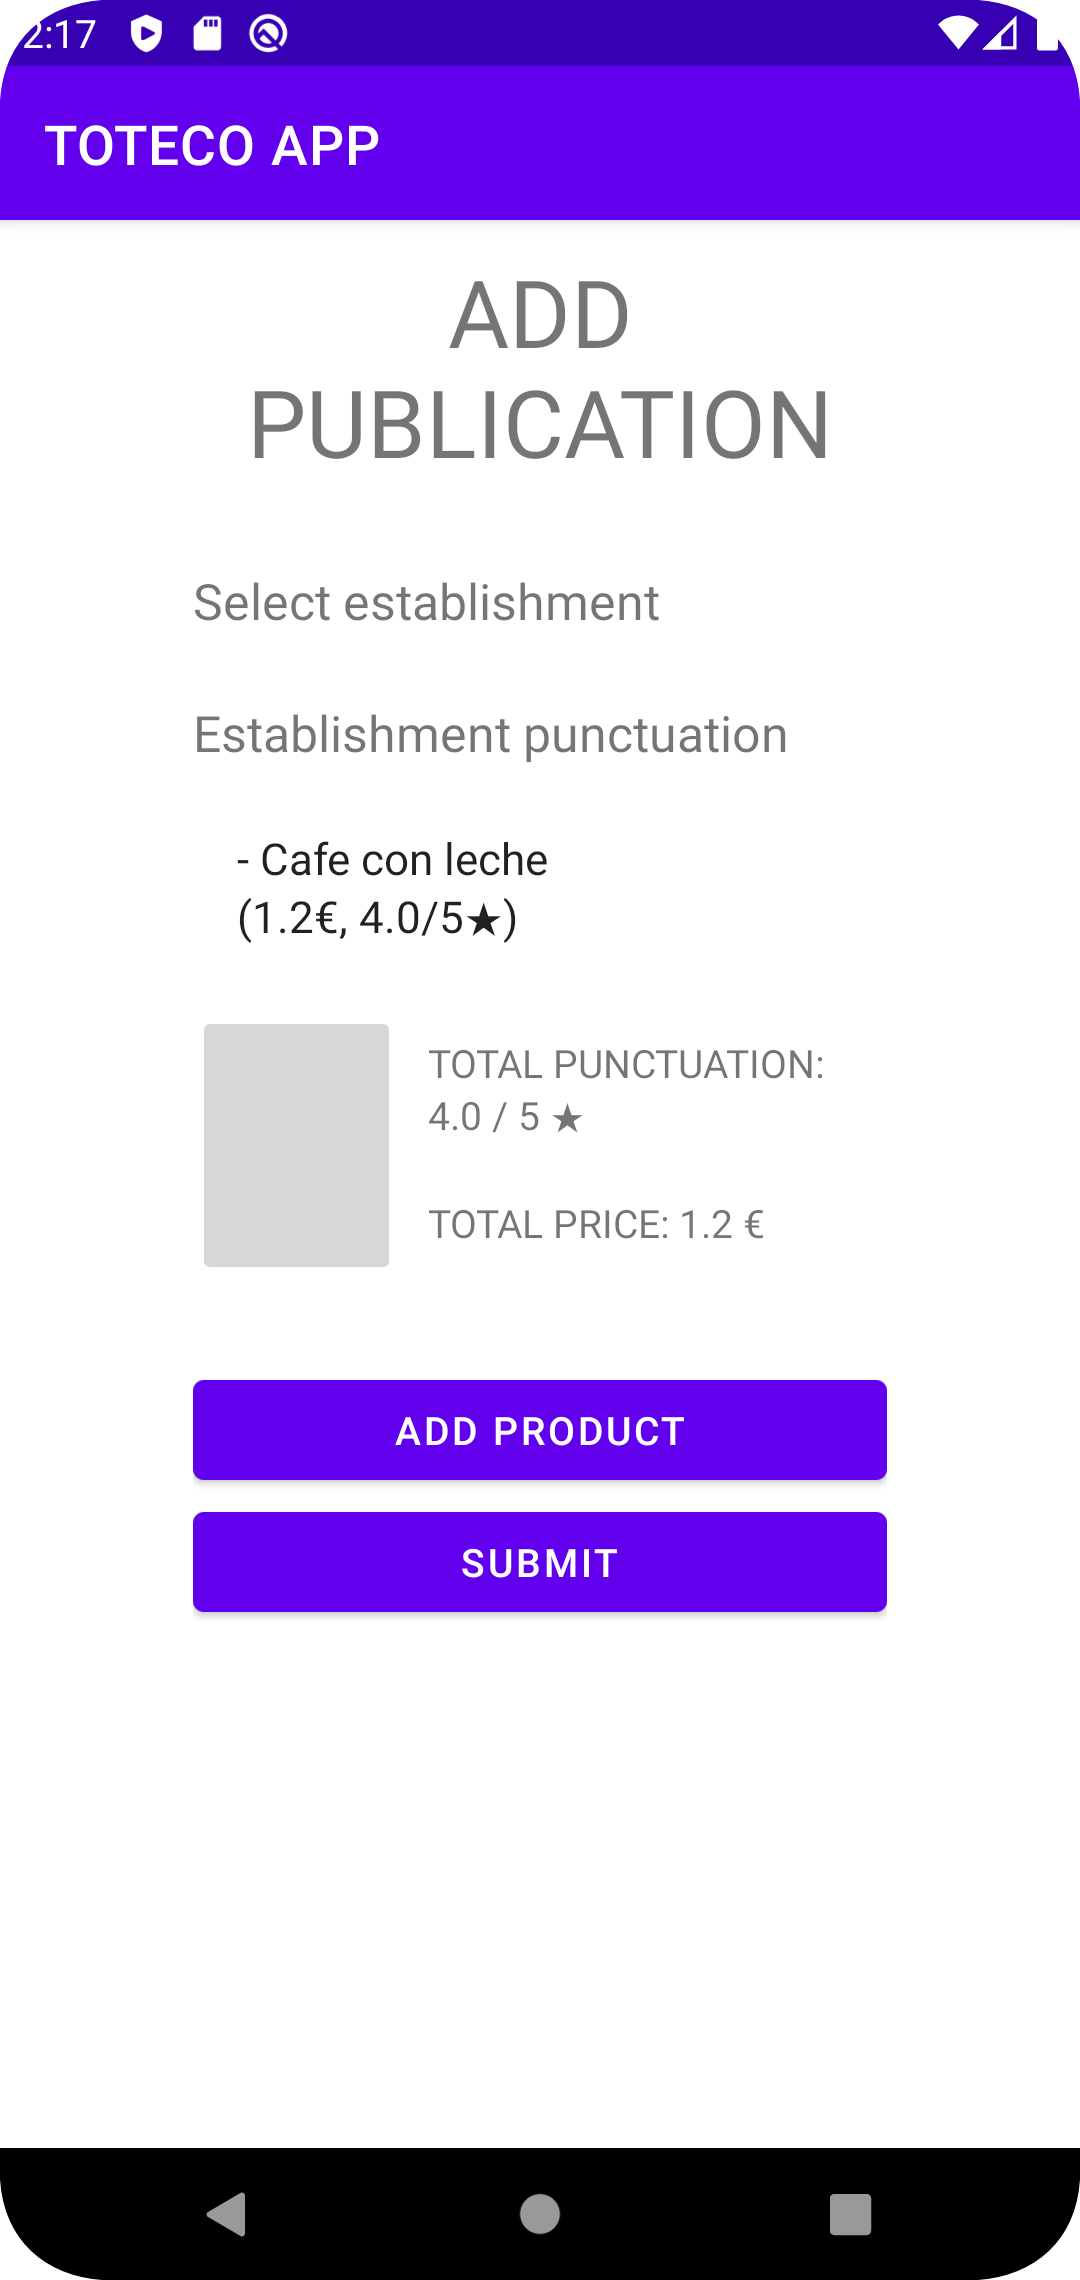 2:17
TOTECO APP
ADD
PUBLICATION
Select establishment
Establishment punctuation
- Cafe con leche
(1.2€, 4.0/5★)
TOTAL PUNCTUATION:
4.0 / 5 ★
TOTAL PRICE: 1.2 €
ADD PRODUCT
SUBMIT